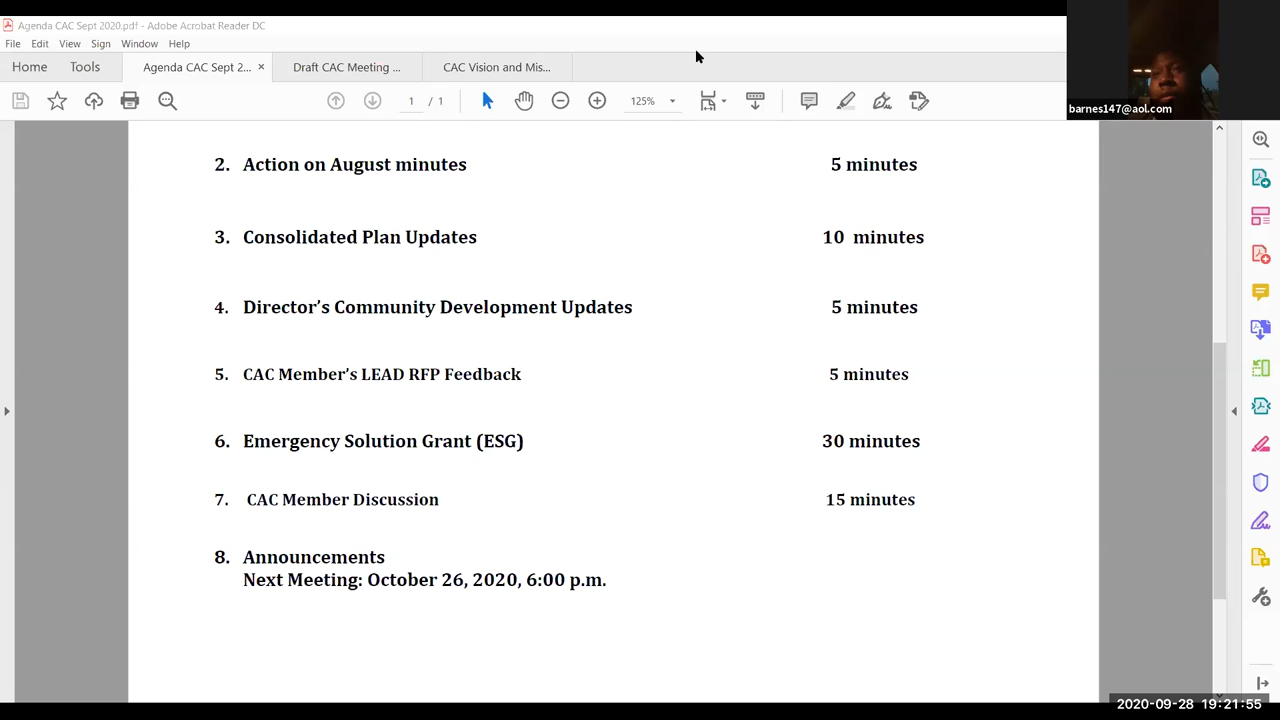 Agenda CAC Sept 2020.pdf - Adobe Acrobat Reader DC
File Edit View Sign Window Help
Home Tools Agenda CAC Sept 2... × Draft CAC Meeting ... CAC Vision and Mis...
1 / 1 125%
barnes147@aol.com
2. Action on August minutes 5 minutes
3. Consolidated Plan Updates 10 minutes
4. Director's Community Development Updates 5 minutes
5. CAC Member's LEAD RFP Feedback 5 minutes
6. Emergency Solution Grant (ESG) 30 minutes
7. CAC Member Discussion 15 minutes
8. Announcements
Next Meeting: October 26, 2020, 6:00 p.m.
2020-09-28 19:21:55